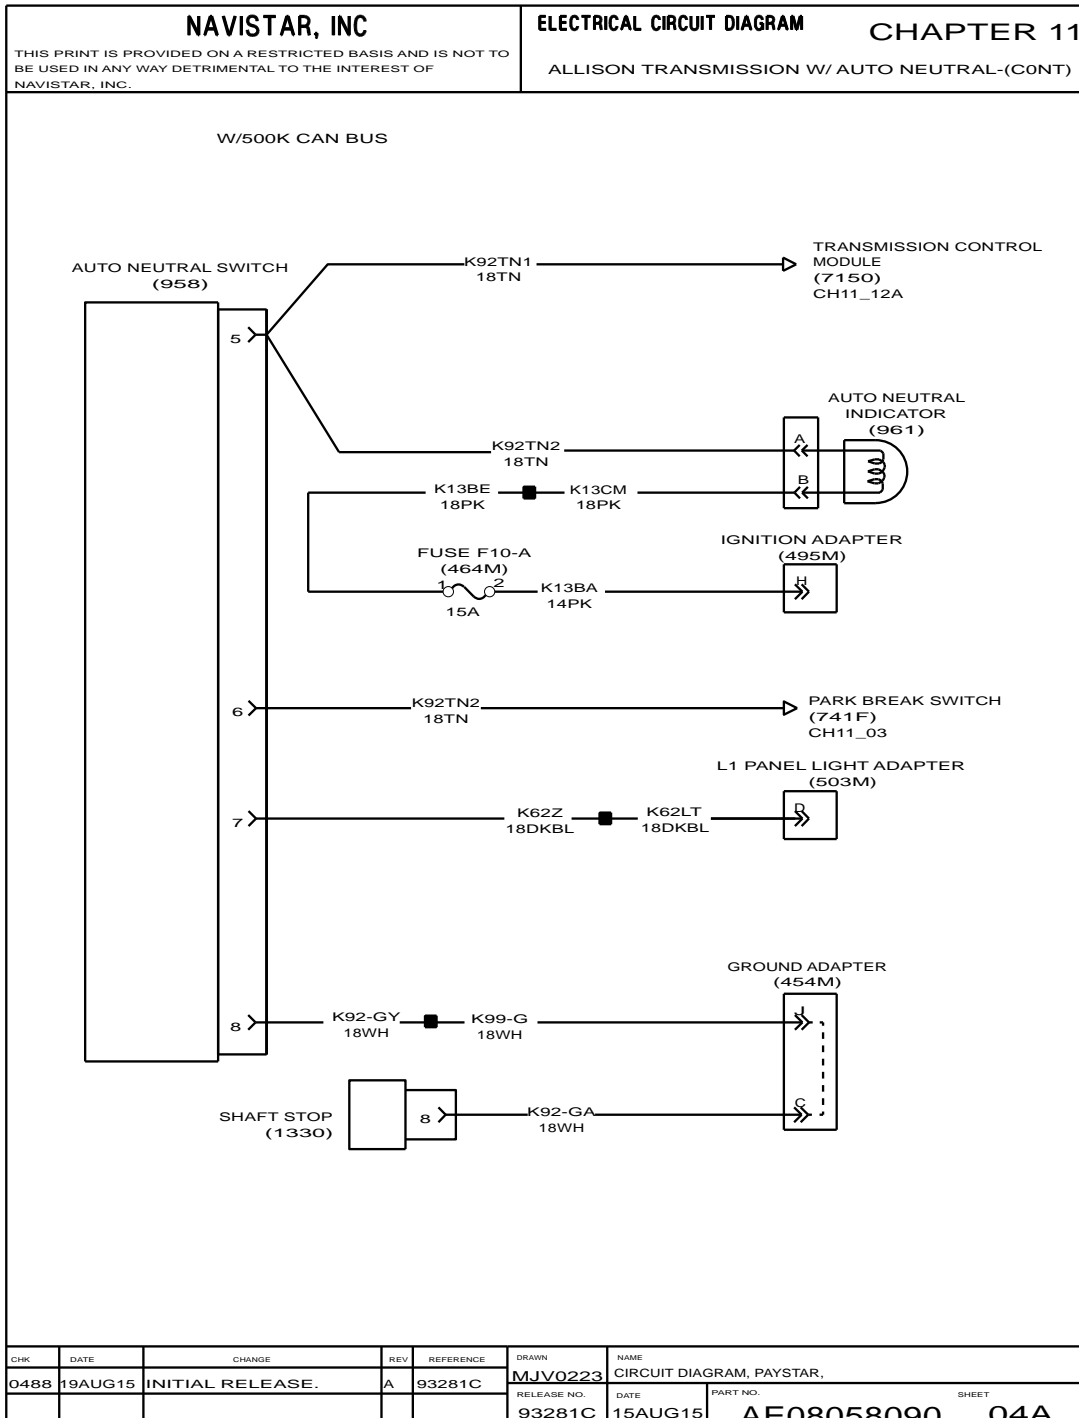 NAVISTAR, INC
THIS PRINT IS PROVIDED ON A RESTRICTED BASIS AND IS NOT TO
BE USED IN ANY WAY DETRIMENTAL TO THE INTEREST OF
NAVISTAR, INC.
ELECTRICAL CIRCUIT DIAGRAM
CHAPTER 11
ALLISON TRANSMISSION W/ AUTO NEUTRAL-(C0NT)
W/500K CAN BUS
AUTO NEUTRAL SWITCH
(958)
5
K92TN1
18TN
TRANSMISSION CONTROL
MODULE
(7150)
CH11_12A
AUTO NEUTRAL
INDICATOR
(961)
K92TN2
18TN
A
B
K13BE
18PK
K13CM
18PK
FUSE F10-A
(464M)
1
2
15A
K13BA
14PK
IGNITION ADAPTER
(495M)
H
6
K92TN2
18TN
PARK BREAK SWITCH
(741F)
CH11_03
L1 PANEL LIGHT ADAPTER
(503M)
7
K62Z
18DKBL
K62LT
18DKBL
D
GROUND ADAPTER
(454M)
8
K92-GY
18WH
K99-G
18WH
J
SHAFT STOP
(1330)
8
K92-GA
18WH
C
CHK
DATE
CHANGE
REV
REFERENCE
0488
19AUG15
INITIAL RELEASE.
A
93281C
DRAWN
MJV0223
NAME
CIRCUIT DIAGRAM, PAYSTAR,
RELEASE NO.
93281C
DATE
15AUG15
PART NO.
AE08058090
SHEET
04A